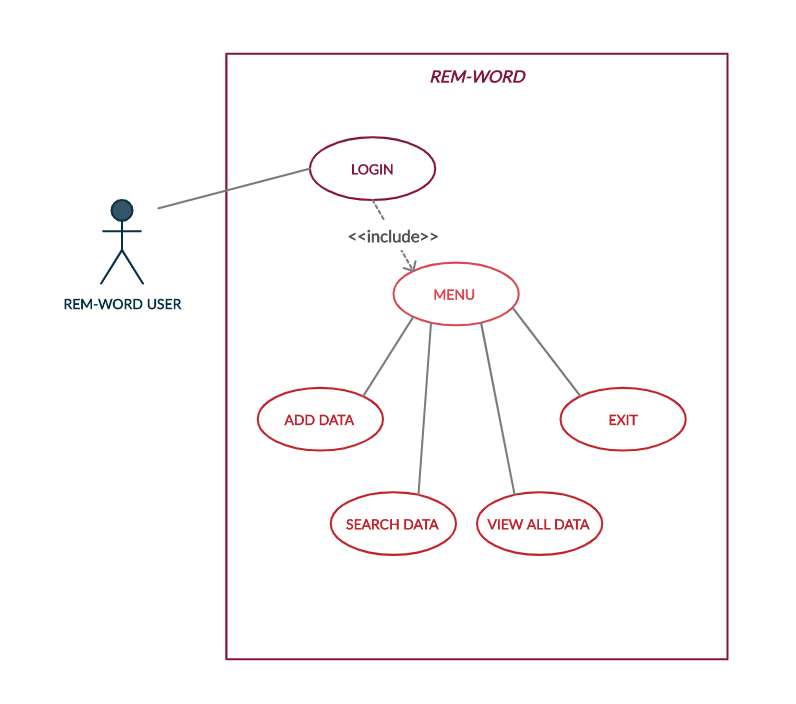 REM-WORD
LOGIN
<<include>>
REM-WORD USER
MENU
ADD DATA
EXIT
SEARCH DATA
VIEW ALL DATA